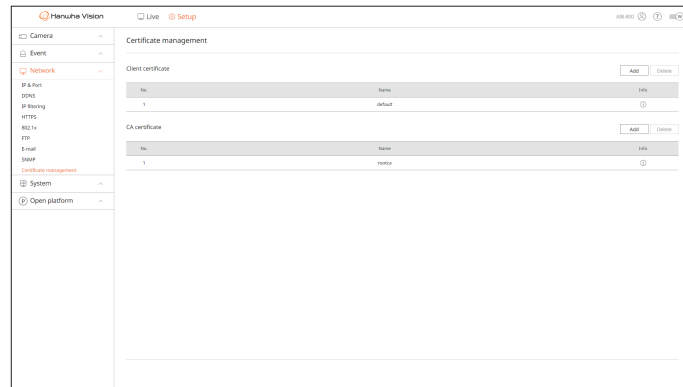 Hanwha Vision
Live
Setup
AIB800
?
W
Camera
Event
Network
IP & Port
DDNS
IP filtering
HTTPS
802.1x
FTP
E-mail
SNMP
Certificate management
System
P Open platform
Certificate management
Client certificate
Add Delete
No. Name Info
1 default
CA certificate
Add Delete
No. Name Info
1 rootca